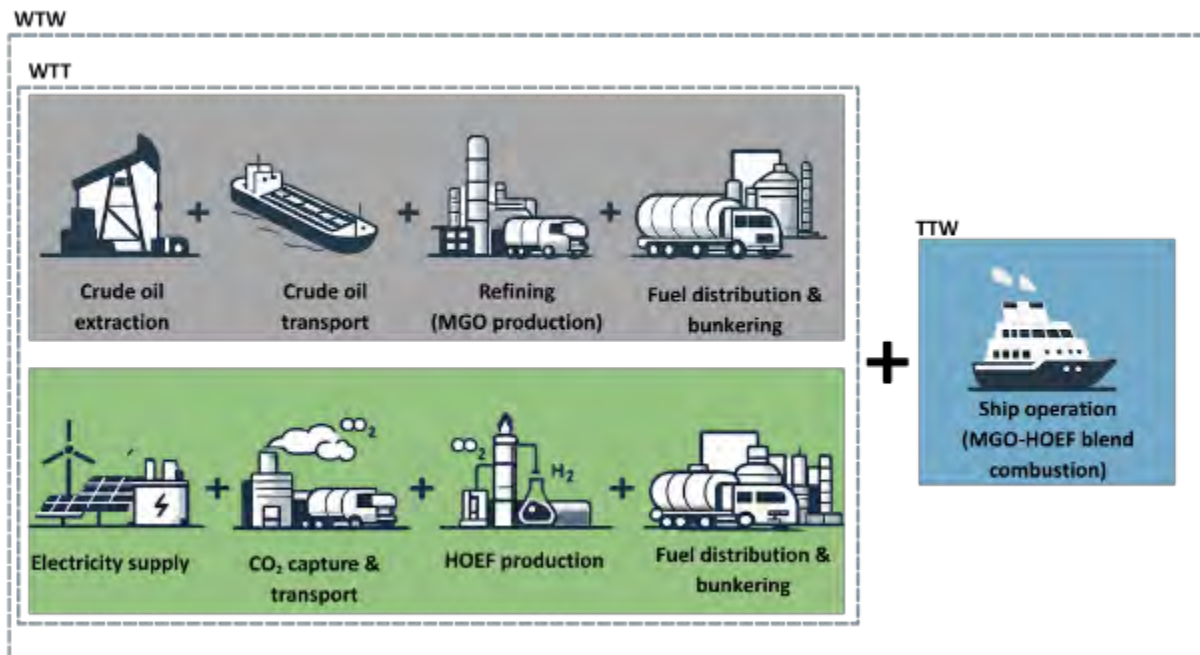 WTW
WTT
Crude oil
extraction
Crude oil
transport
Refining
(MGO production)
Fuel distribution &
bunkering
+
+
+
CO₂
CO₂
H₂
+
+
+
Electricity supply
CO₂ capture &
transport
HOEF production
Fuel distribution &
bunkering
+
TTW
Ship operation
(MGO-HOEF blend
combustion)